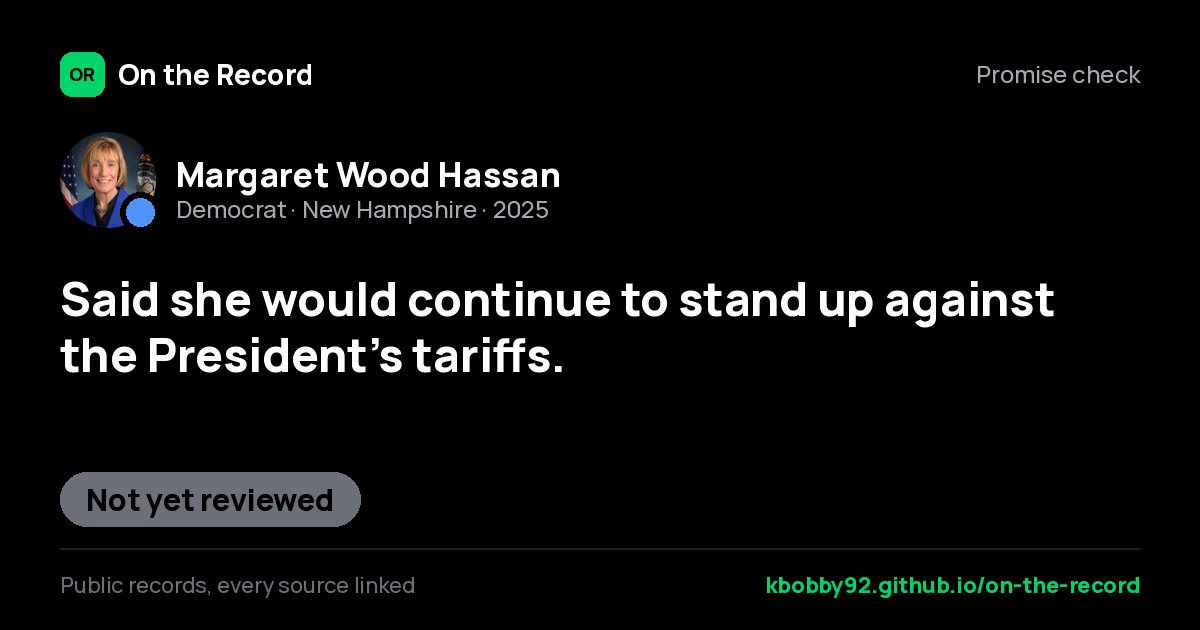 OR On the Record
Promise check
Margaret Wood Hassan
Democrat · New Hampshire · 2025
Said she would continue to stand up against
the President’s tariffs.
Not yet reviewed
Public records, every source linked
kbobby92.github.io/on-the-record